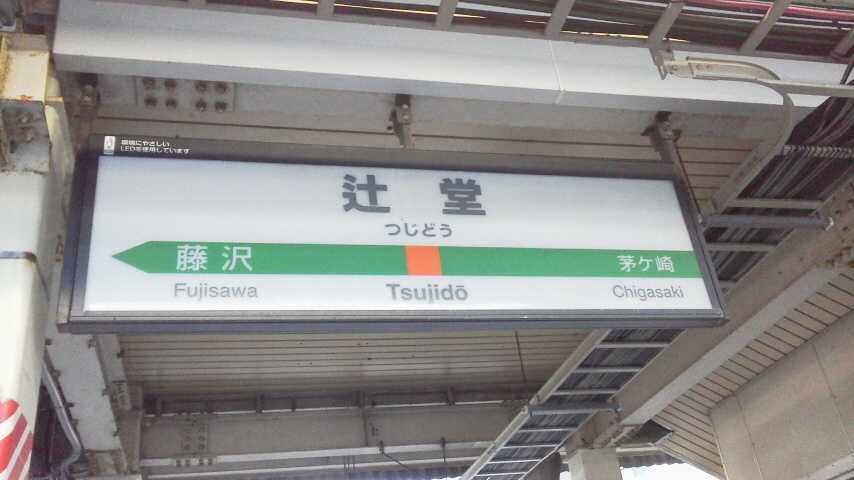 環境にやさしい
LEDを使用しています
辻堂
つじどう
藤沢
茅ケ崎
Fujisawa
Tsujidō
Chigasaki